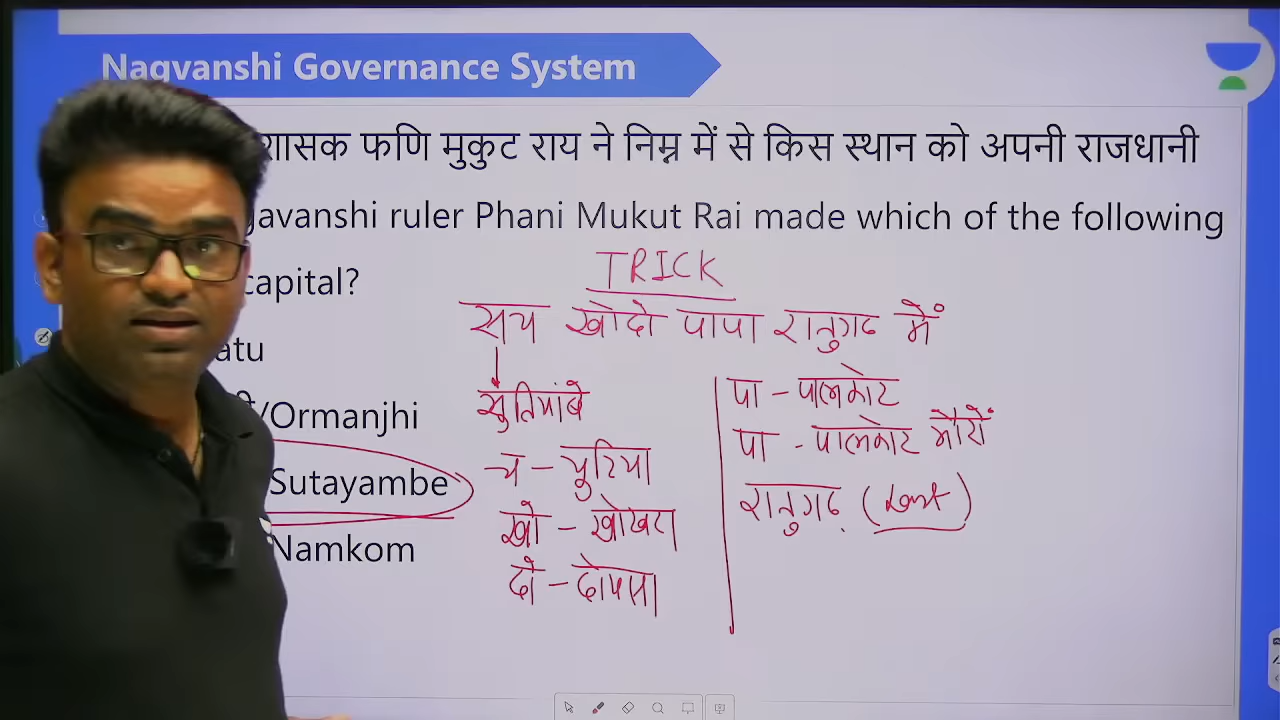 Nagvanshi Governance System
शासक फणि मुकुट राय ने निम्न में से किस स्थान को अपनी राजधानी
gavanshi ruler Phani Mukut Rai made which of the following
capital?
TRICK
सच खोदो पापा रातुगढ में
atu
/Ormanjhi
Sutayambe
Namkom
सुतियांबे
च - चुटिया
खो - खोखरा
दो - दोयसा
पा - पालकोट
पा - पालकोट भौरों
रातुगढ़ (Last)